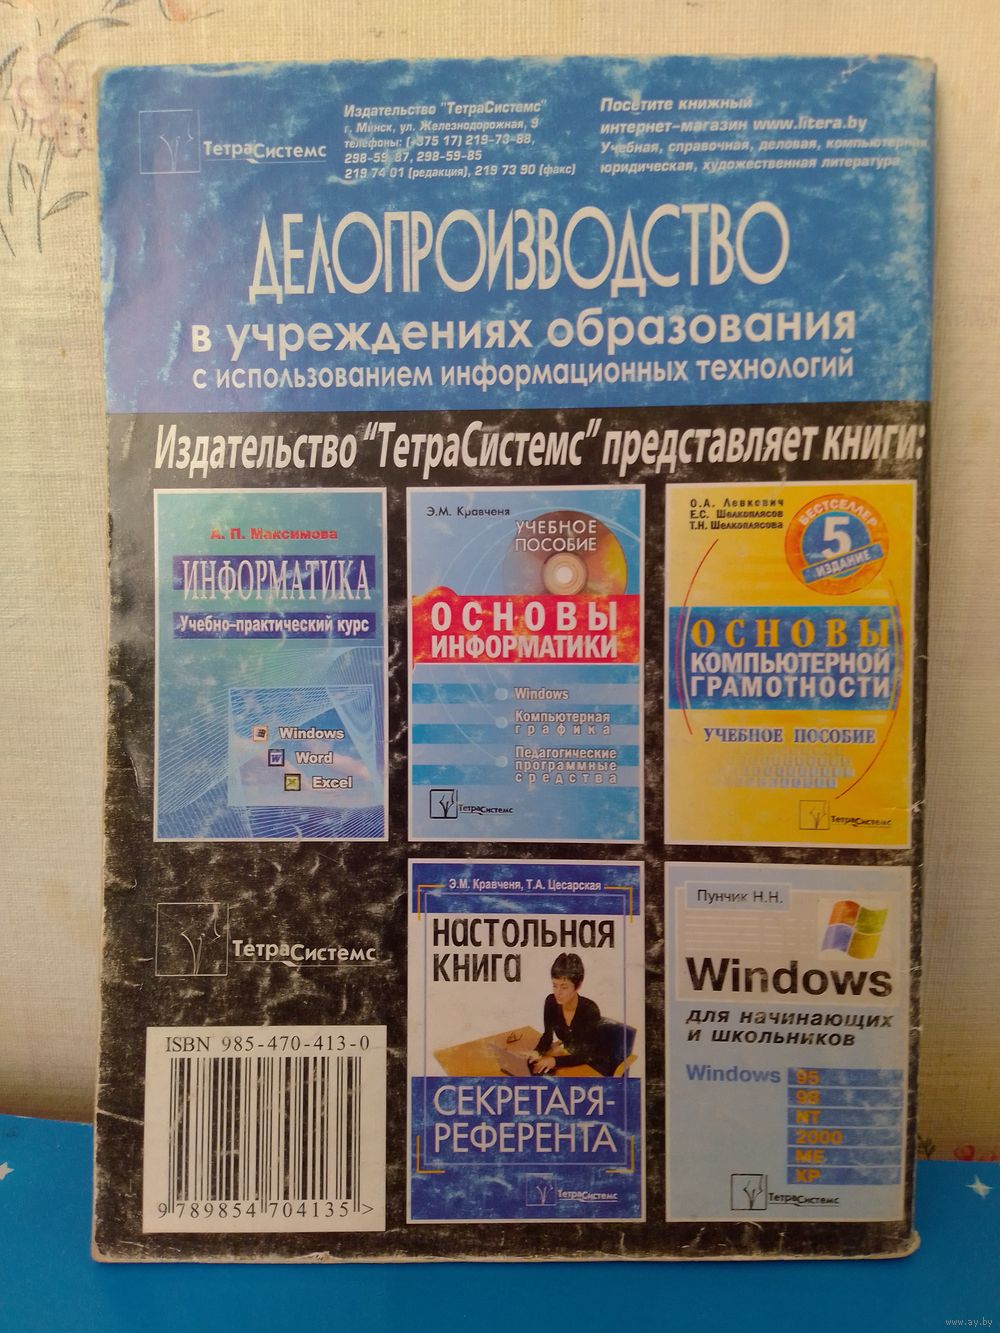 ТетраСистемс
Издательство "ТетраСистемс"
г. Минск, ул. Железнодорожная, 9
телефоны: (+375 17) 219-73-88,
298-59-87, 298-59-85
219 74 01 (редакция), 219 73 90 (факс)
Посетите книжный
интернет-магазин www.litera.by
Учебная, справочная, деловая, компьютерная
юридическая, художественная литература
ДЕЛОПРОИЗВОДСТВО
в учреждениях образования
с использованием информационных технологий
Издательство "ТетраСистемс" представляет книги:
А. П. Максимова
ИНФОРМАТИКА
Учебно-практический курс
Windows
Word
Excel
Э.М. Кравченя
УЧЕБНОЕ
ПОСОБИЕ
ОСНОВЫ
ИНФОРМАТИКИ
Windows
Компьютерная
графика
Педагогические
программные
средства
ТетраСистемс
О.А. Левкович
Е.С. Шелкоплясов
Т.Н. Шелкоплясова
БЕСТСЕЛЛЕР
5
ИЗДАНИЕ
ОСНОВЫ
КОМПЬЮТЕРНОЙ
ГРАМОТНОСТИ
УЧЕБНОЕ ПОСОБИЕ
ТетраСистемс
ТетраСистемс
ISBN 985-470-413-0
9 789854 704135 >
Э.М. Кравченя, Т.А. Цесарская
НАСТОЛЬНАЯ
КНИГА
СЕКРЕТАРЯ-
РЕФЕРЕНТА
ТетраСистемс
Пунчик Н.Н.
Windows
для начинающих
и школьников
Windows 95
98
NT
2000
ME
XP
ТетраСистемс
www.ay.by